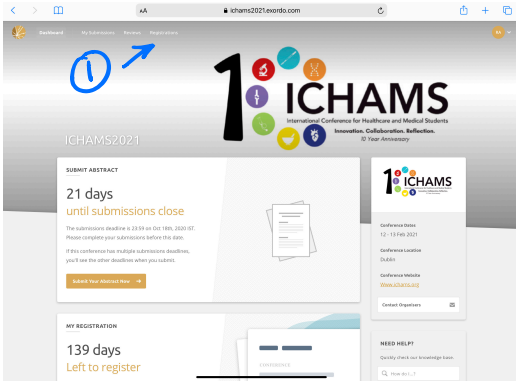 AA ichams2021.exordo.com
Dashboard My Submissions Reviews Registrations
1
10 ICHAMS
International Conference for Healthcare and Medical Students
Innovation. Collaboration. Reflection.
10 Year Anniversary
ICHAMS2021
SUBMIT ABSTRACT
21 days
until submissions close
The submissions deadline is 23:59 on Oct 18th, 2020 IST.
Please complete your submissions before this date.
If this conference has multiple submissions deadlines,
you'll see the other deadlines when you submit.
Submit Your Abstract Now →
10 ICHAMS
Conference Dates
12 - 13 Feb 2021
Conference Location
Dublin
Conference Website
Www.ichams.org
Contact Organisers
MY REGISTRATION
139 days
Left to register
NEED HELP?
Quickly check our knowledge base.
How do I...?